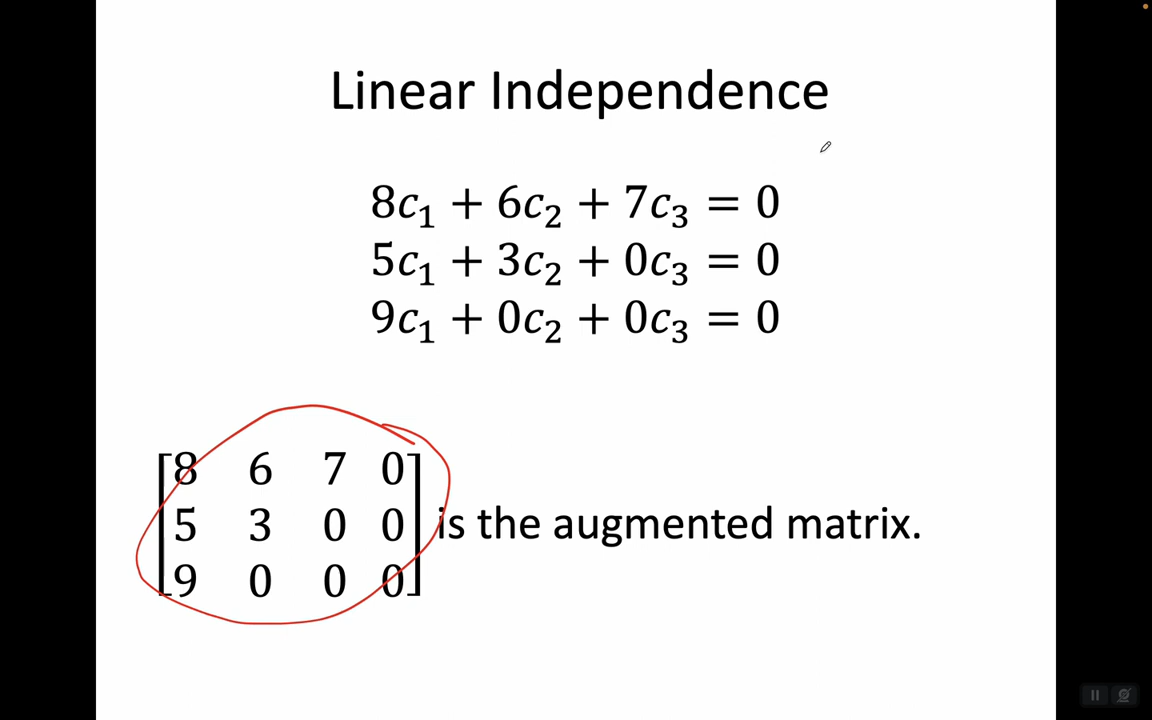 Linear Independence
8c₁ + 6c₂ + 7c₃ = 0
5c₁ + 3c₂ + 0c₃ = 0
9c₁ + 0c₂ + 0c₃ = 0
8 6 7 0
5 3 0 0 is the augmented matrix.
9 0 0 0